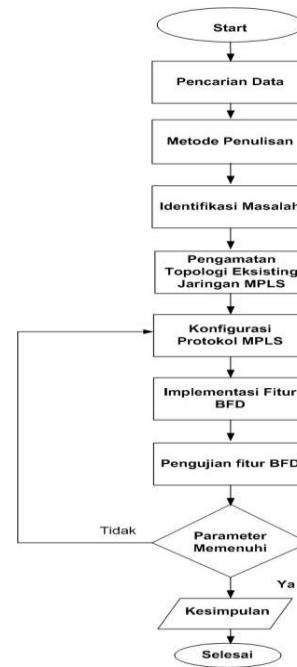 Start
Pencarian Data
Metode Penulisan
Identifikasi Masalah
Pengamatan
Topologi Eksisting
Jaringan MPLS
Konfigurasi
Protokol MPLS
Implementasi Fitur
BFD
Pengujian fitur BFD
Tidak
Parameter
Memenuhi
Ya
Kesimpulan
Selesai